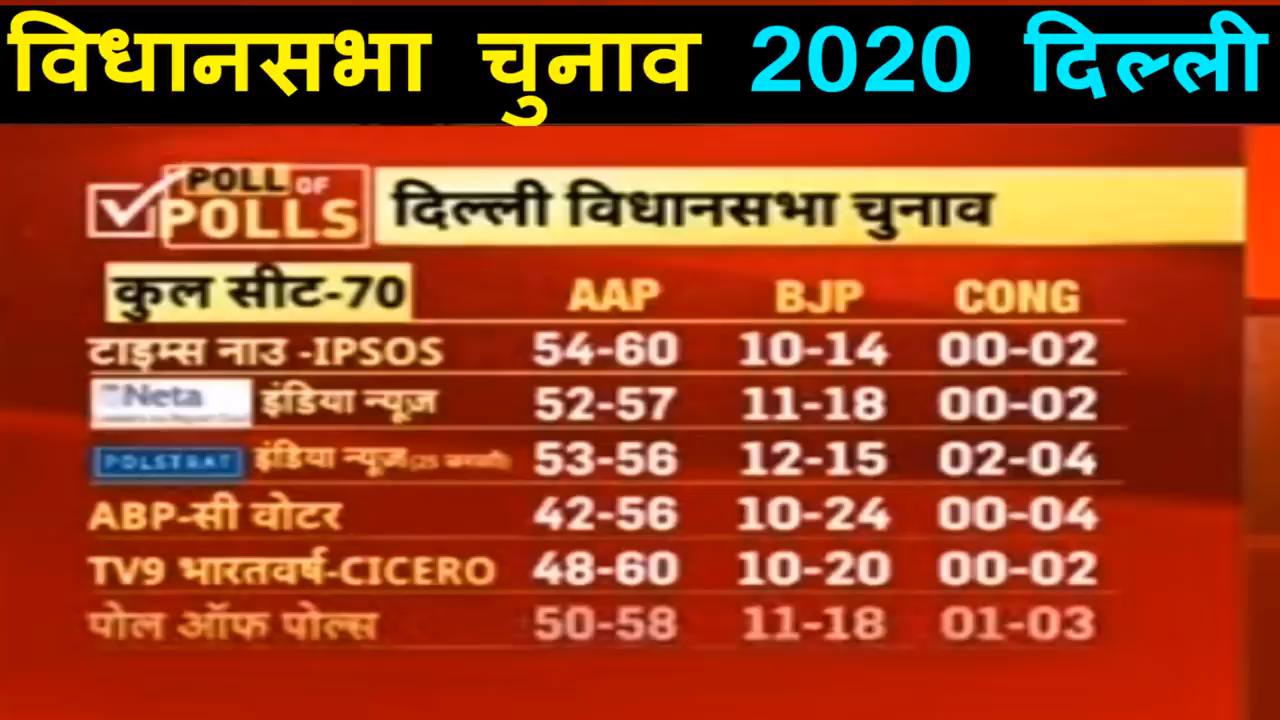 विधानसभा चुनाव 2020 दिल्ली
POLL OF POLLS
दिल्ली विधानसभा चुनाव
कुल सीट-70 AAP BJP CONG
टाइम्स नाउ -IPSOS 54-60 10-14 00-02
Neta इंडिया न्यूज़ 52-57 11-18 00-02
POLSTRAT इंडिया न्यूज़ 53-56 12-15 02-04
ABP-सी वोटर 42-56 10-24 00-04
TV9 भारतवर्ष-CICERO 48-60 10-20 00-02
पोल ऑफ पोल्स 50-58 11-18 01-03